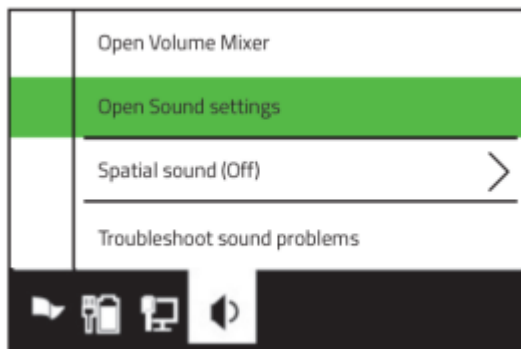 Open Volume Mixer
Open Sound settings
Spatial sound (Off)
Troubleshoot sound problems